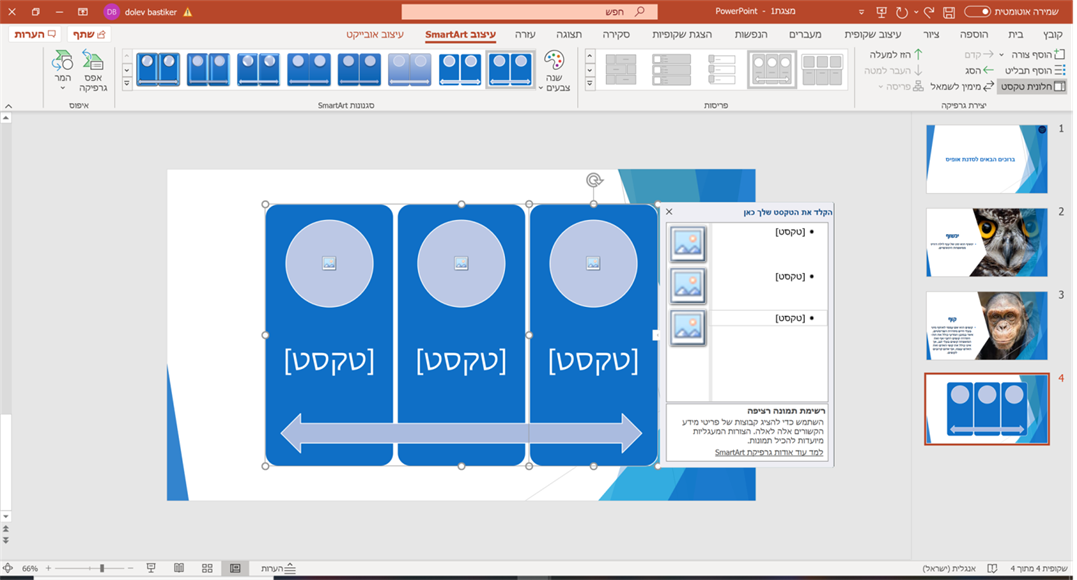 שמירה אוטומטית
מצגת1 - PowerPoint
חפש
dolev bastiker
DB
קובץ
בית
הוספה
ציור
עיצוב שקופית
מעברים
הנפשות
הצגת שקופיות
סקירה
תצוגה
עזרה
עיצוב SmartArt
עיצוב אובייקט
שתף
הערות
הוסף צורה
הוסף תבליט
חלונית טקסט
קדם
הסג
מימין לשמאל
הזז למעלה
העבר למטה
פריסה
יצירת גרפיקה
פריסות
שנה
צבעים
סגנונות SmartArt
אפס
גרפיקה
המר
איפוס
1
ברוכים הבאים לסדנת אופיס
2
ינשוף
3
קוף
4
הקלד את הטקסט שלך כאן
[טקסט]
[טקסט]
[טקסט]
רשימת תמונה רציפה
השתמש כדי להציג קבוצות של פריטי מידע
הקשורים אלה לאלה. הצורות המעגליות
מיועדות להכיל תמונות.
למד עוד אודות גרפיקת SmartArt
[טקסט]
[טקסט]
[טקסט]
שקופית 4 מתוך 4
אנגלית (ישראל)
הערות
66%